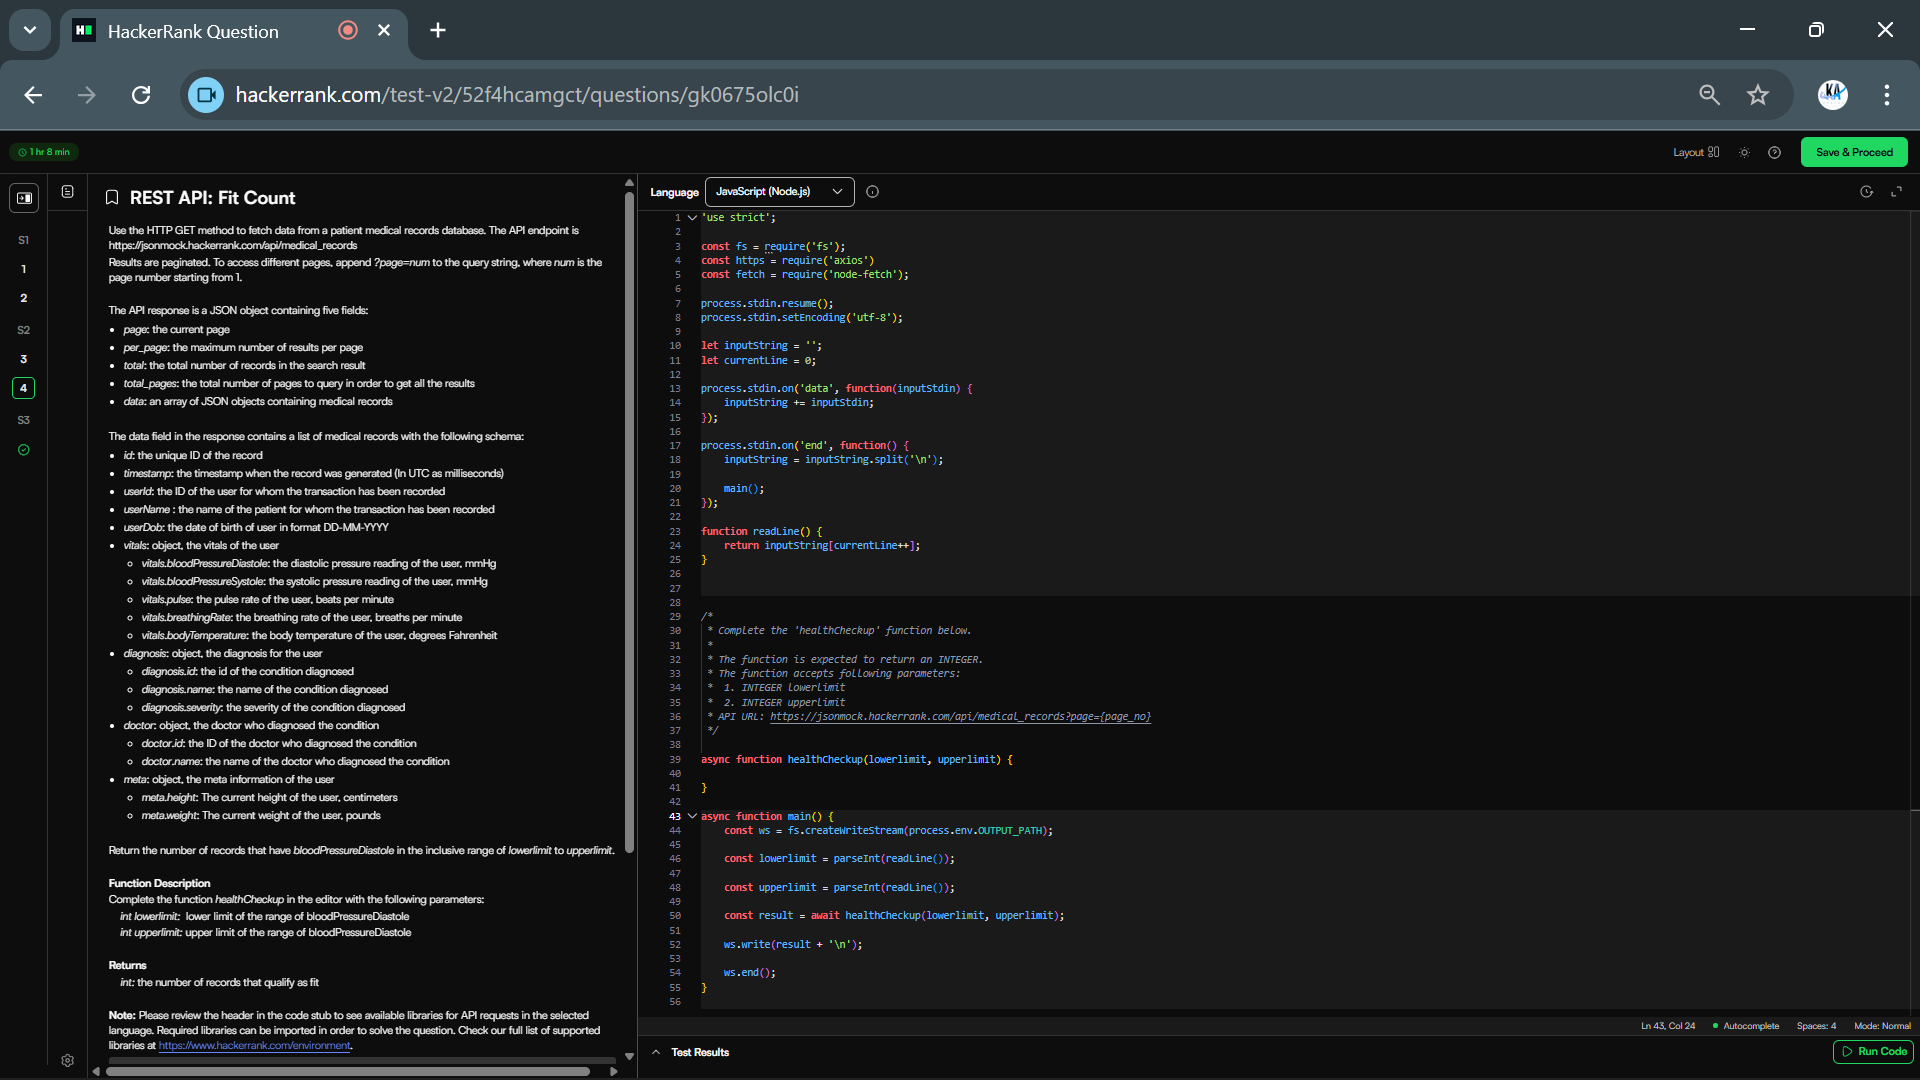 HackerRank Question
hackerrank.com/test-v2/52f4hcamgct/questions/gk0675olc0i
KA
1 hr 8 min
Layout
Save & Proceed
S1
1
2
S2
3
4
S3
REST API: Fit Count
Use the HTTP GET method to fetch data from a patient medical records database. The API endpoint is
https://jsonmock.hackerrank.com/api/medical_records
Results are paginated. To access different pages, append ?page=num to the query string, where num is the
page number starting from 1.
The API response is a JSON object containing five fields:
• page: the current page
• per_page: the maximum number of results per page
• total: the total number of records in the search result
• total_pages: the total number of pages to query in order to get all the results
• data: an array of JSON objects containing medical records
The data field in the response contains a list of medical records with the following schema:
• id: the unique ID of the record
• timestamp: the timestamp when the record was generated (In UTC as milliseconds)
• userId: the ID of the user for whom the transaction has been recorded
• userName : the name of the patient for whom the transaction has been recorded
• userDob: the date of birth of user in format DD-MM-YYYY
• vitals: object, the vitals of the user
◦ vitals.bloodPressureDiastole: the diastolic pressure reading of the user, mmHg
◦ vitals.bloodPressureSystole: the systolic pressure reading of the user, mmHg
◦ vitals.pulse: the pulse rate of the user, beats per minute
◦ vitals.breathingRate: the breathing rate of the user, breaths per minute
◦ vitals.bodyTemperature: the body temperature of the user, degrees Fahrenheit
• diagnosis: object, the diagnosis for the user
◦ diagnosis.id: the id of the condition diagnosed
◦ diagnosis.name: the name of the condition diagnosed
◦ diagnosis.severity: the severity of the condition diagnosed
• doctor: object, the doctor who diagnosed the condition
◦ doctor.id: the ID of the doctor who diagnosed the condition
◦ doctor.name: the name of the doctor who diagnosed the condition
• meta: object, the meta information of the user
◦ meta.height: The current height of the user, centimeters
◦ meta.weight: The current weight of the user, pounds
Return the number of records that have bloodPressureDiastole in the inclusive range of lowerlimit to upperlimit.
Function Description
Complete the function healthCheckup in the editor with the following parameters:
int lowerlimit: lower limit of the range of bloodPressureDiastole
int upperlimit: upper limit of the range of bloodPressureDiastole
Returns
int: the number of records that qualify as fit
Note: Please review the header in the code stub to see available libraries for API requests in the selected
language. Required libraries can be imported in order to solve the question. Check our full list of supported
libraries at https://www.hackerrank.com/environment.
Language JavaScript (Node.js)
1 'use strict';
2
3 const fs = require('fs');
4 const https = require('axios')
5 const fetch = require('node-fetch');
6
7 process.stdin.resume();
8 process.stdin.setEncoding('utf-8');
9
10 let inputString = '';
11 let currentLine = 0;
12
13 process.stdin.on('data', function(inputStdin) {
14 inputString += inputStdin;
15 });
16
17 process.stdin.on('end', function() {
18 inputString = inputString.split('\n');
19
20 main();
21 });
22
23 function readLine() {
24 return inputString[currentLine++];
25 }
26
27
28
29 /*
30 * Complete the 'healthCheckup' function below.
31 *
32 * The function is expected to return an INTEGER.
33 * The function accepts following parameters:
34 * 1. INTEGER lowerlimit
35 * 2. INTEGER upperlimit
36 * API URL: https://jsonmock.hackerrank.com/api/medical_records?page={page_no}
37 */
38
39 async function healthCheckup(lowerlimit, upperlimit) {
40
41 }
42
43 async function main() {
44 const ws = fs.createWriteStream(process.env.OUTPUT_PATH);
45
46 const lowerlimit = parseInt(readLine());
47
48 const upperlimit = parseInt(readLine());
49
50 const result = await healthCheckup(lowerlimit, upperlimit);
51
52 ws.write(result + '\n');
53
54 ws.end();
55 }
56
Ln 43, Col 24 Autocomplete Spaces: 4 Mode: Normal
Test Results
Run Code